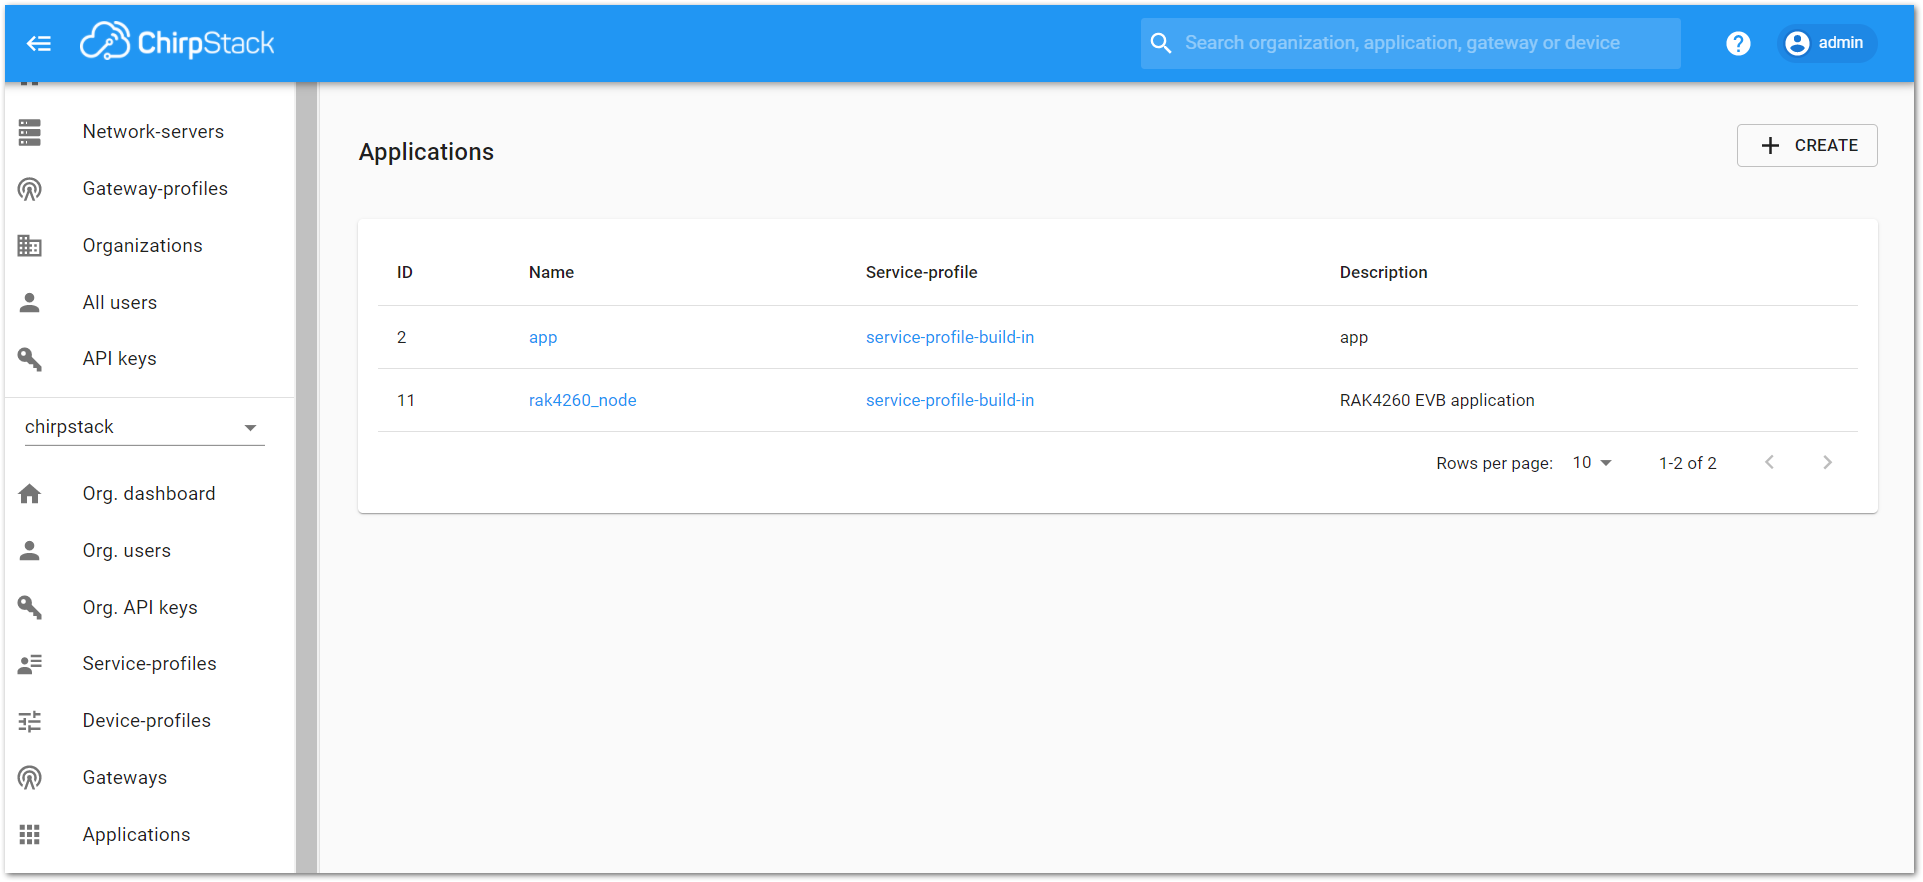 ChirpStack
Search organization, application, gateway or device
? admin
Network-servers
Gateway-profiles
Organizations
All users
API keys
chirpstack
Org. dashboard
Org. users
Org. API keys
Service-profiles
Device-profiles
Gateways
Applications
Applications
CREATE
ID Name Service-profile Description
2 app service-profile-build-in app
11 rak4260_node service-profile-build-in RAK4260 EVB application
Rows per page: 10 1-2 of 2